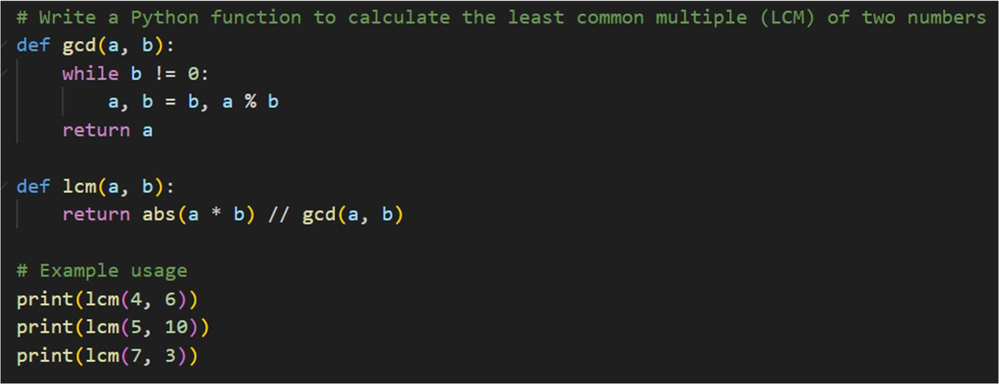 # Write a Python function to calculate the least common multiple (LCM) of two numbers
def gcd(a, b):
    while b != 0:
        a, b = b, a % b
    return a

def lcm(a, b):
    return abs(a * b) // gcd(a, b)

# Example usage
print(lcm(4, 6))
print(lcm(5, 10))
print(lcm(7, 3))